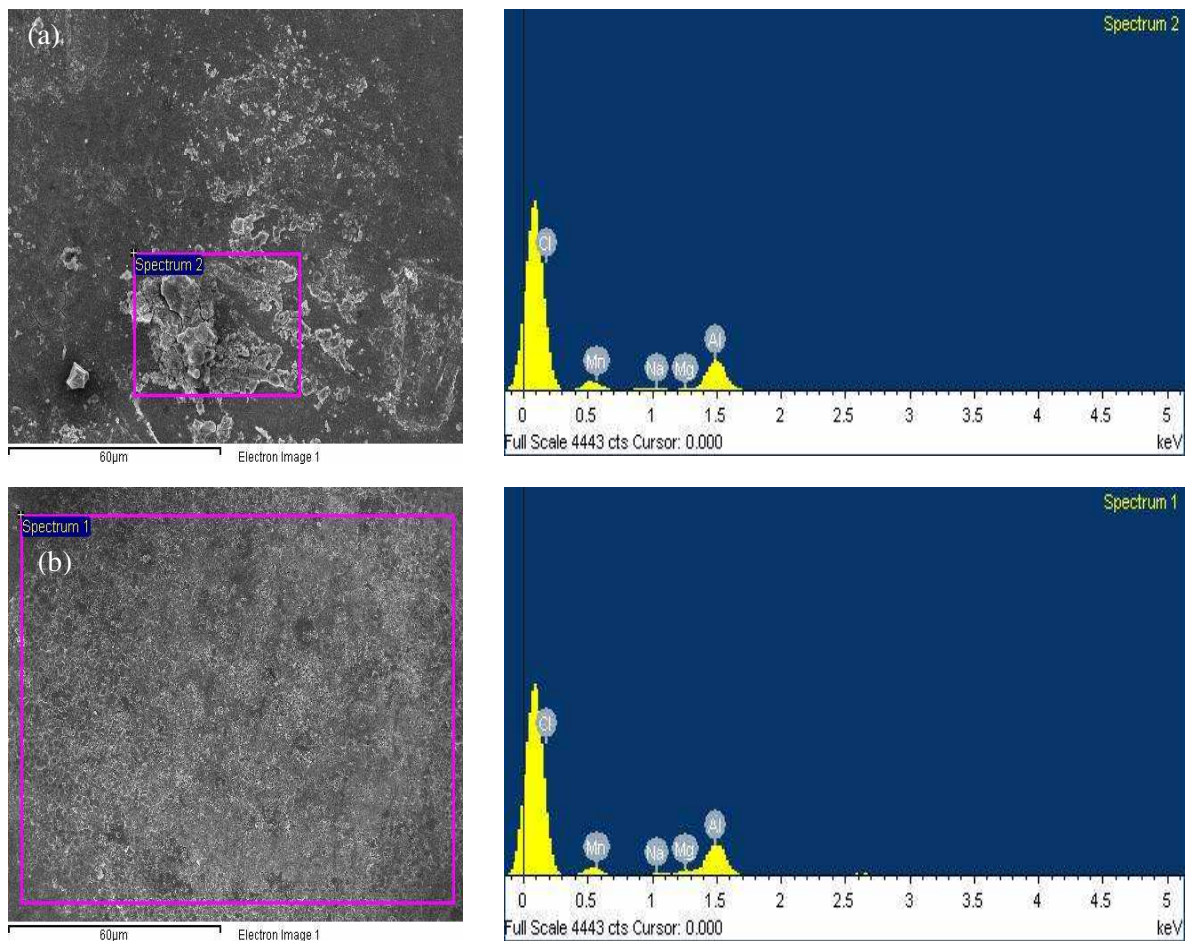 (a)
Spectrum 2
60µm
Electron Image 1
Spectrum 2
Cl
Mn
Na
Mg
Al
0 0.5 1 1.5 2 2.5 3 3.5 4 4.5 5
Full Scale 4443 cts Cursor: 0.000
keV
Spectrum 1
(b)
60µm
Electron Image 1
Spectrum 1
Cl
Mn
Na
Mg
Al
0 0.5 1 1.5 2 2.5 3 3.5 4 4.5 5
Full Scale 4443 cts Cursor: 0.000
keV